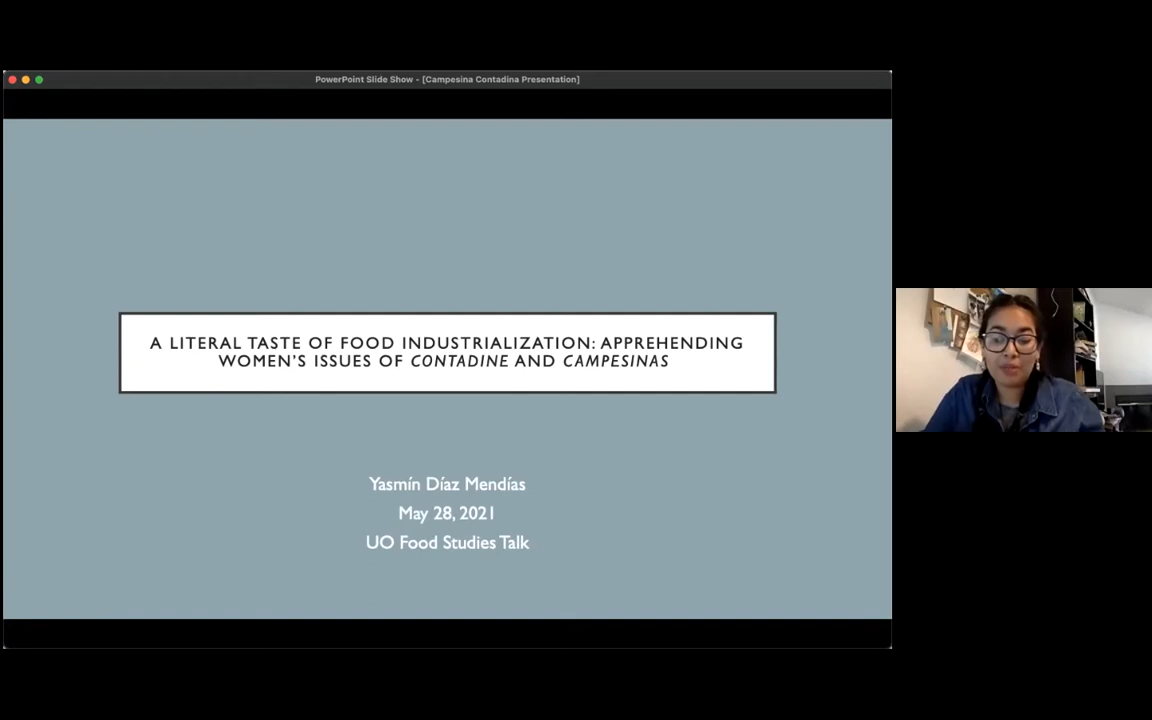 PowerPoint Slide Show - [Campesina Contadina Presentation]
A LITERAL TASTE OF FOOD INDUSTRIALIZATION: APPREHENDING
WOMEN'S ISSUES OF CONTADINE AND CAMPESINAS
Yasmín Díaz Mendías
May 28, 2021
UO Food Studies Talk